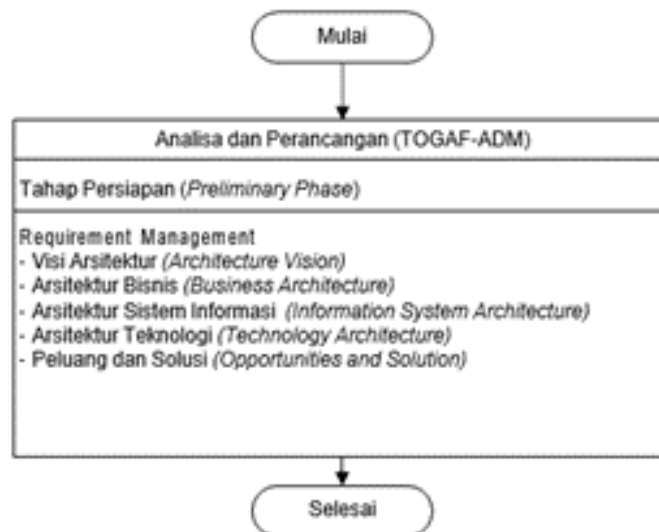 Mulai
Analisa dan Perancangan (TOGAF-ADM)
Tahap Persiapan (Preliminary Phase)
Requirement Management
- Visi Arsitektur (Architecture Vision)
- Arsitektur Bisnis (Business Architecture)
- Arsitektur Sistem Informasi (Information System Architecture)
- Arsitektur Teknologi (Technology Architecture)
- Peluang dan Solusi (Opportunities and Solution)
Selesai